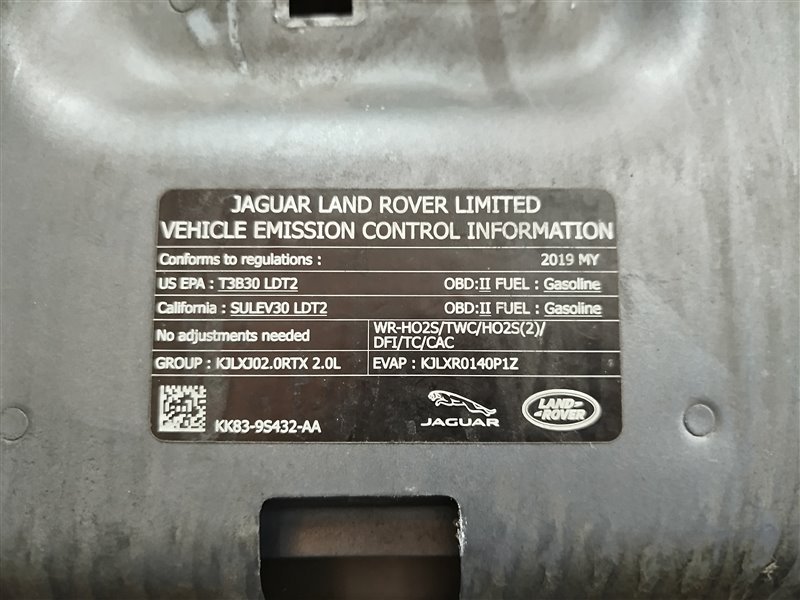 JAGUAR LAND ROVER LIMITED
VEHICLE EMISSION CONTROL INFORMATION
Conforms to regulations : 2019 MY
US EPA : T3B30 LDT2 OBD:II FUEL : Gasoline
California : SULEV30 LDT2 OBD:II FUEL : Gasoline
No adjustments needed
WR-HO2S/TWC/HO2S(2)/
DFI/TC/CAC
GROUP : KJLXJ02.0RTX 2.0L EVAP : KJLXR0140P1Z
KK83-9S432-AA
JAGUAR
LAND
ROVER